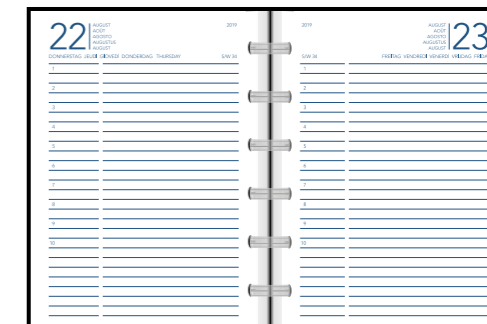 22
AUGUST
AOÛT
AGOSTO
AUGUSTUS
AUGUST
2019
DONNERSTAG JEUDI GIOVEDI DONDERDAG THURSDAY
S/W 34
1
2
3
4
5
6
7
8
9
10
2019
AUGUST
AOÛT
AGOSTO
AUGUSTUS
AUGUST
23
S/W 34
FREITAG VENDREDI VENERDI VRIJDAG FRIDA
1
2
3
4
5
6
7
8
9
10